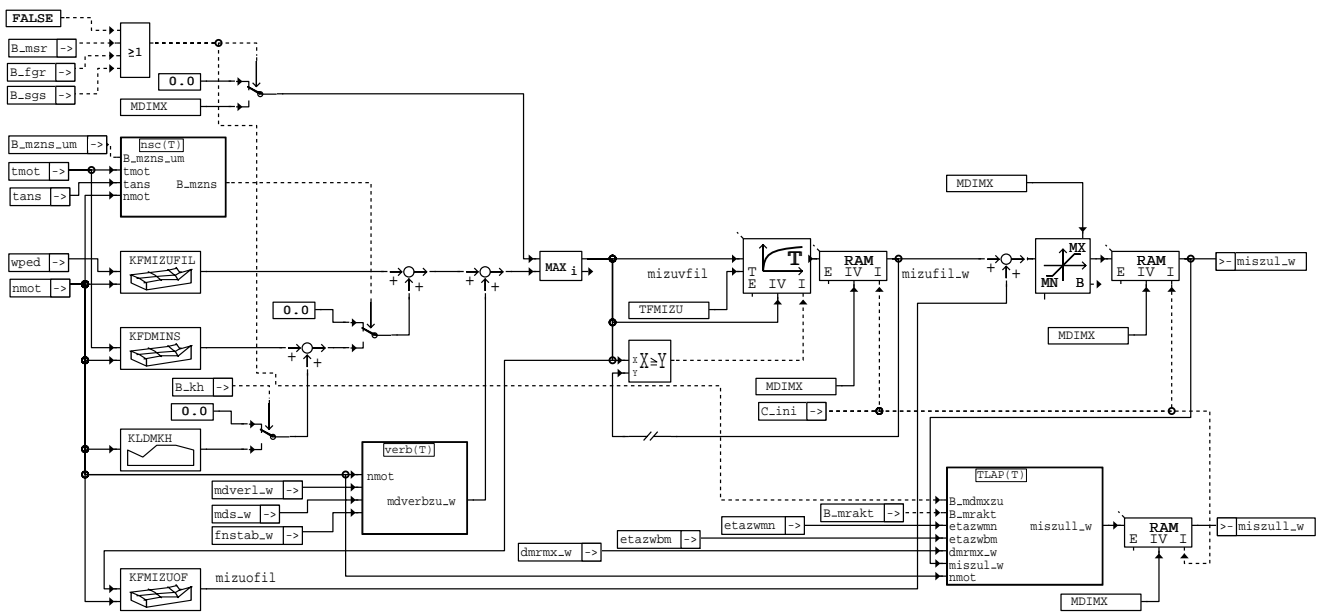 FALSE
B_msr ->
B_fgr ->
B_sgs ->
≥1
0.0
MDIMX
B_mzns_um ->
tmot ->
tans ->
nsc(T)
B_mzns_um
tmot
tans B_mzns
nmot
MDIMX
wped ->
nmot ->
KFMIZUFIL
+ +
+ +
MAX i
mizuvfil
T
T
E IV I
RAM
E IV I
mizufil_w
+ +
MX
MN B
RAM
E IV I
>- miszul_w
0.0
TFMIZU
KFDMINS
+ +
X
Y
X≥Y
MDIMX
MDIMX
B_kh ->
C_ini ->
0.0
KLDMKH
verb(T)
nmot
mdverbzu_w
mdverl_w ->
mds_w ->
fnstab_w ->
TLAP(T)
B_mdmxzu
B_mrakt
etazwmn
etazwbm
dmrmx_w
miszul_w
nmot
miszull_w
B_mrakt ->
etazwmn ->
etazwbm ->
dmrmx_w ->
RAM
E IV I
>- miszull_w
KFMIZUOF
mizuofil
MDIMX